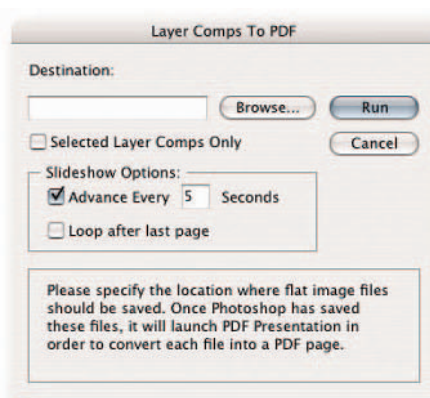 Layer Comps To PDF
Destination:
Browse... Run
Selected Layer Comps Only Cancel
Slideshow Options:
Advance Every 5 Seconds
Loop after last page
Please specify the location where flat image files
should be saved. Once Photoshop has saved
these files, it will launch PDF Presentation in
order to convert each file into a PDF page.